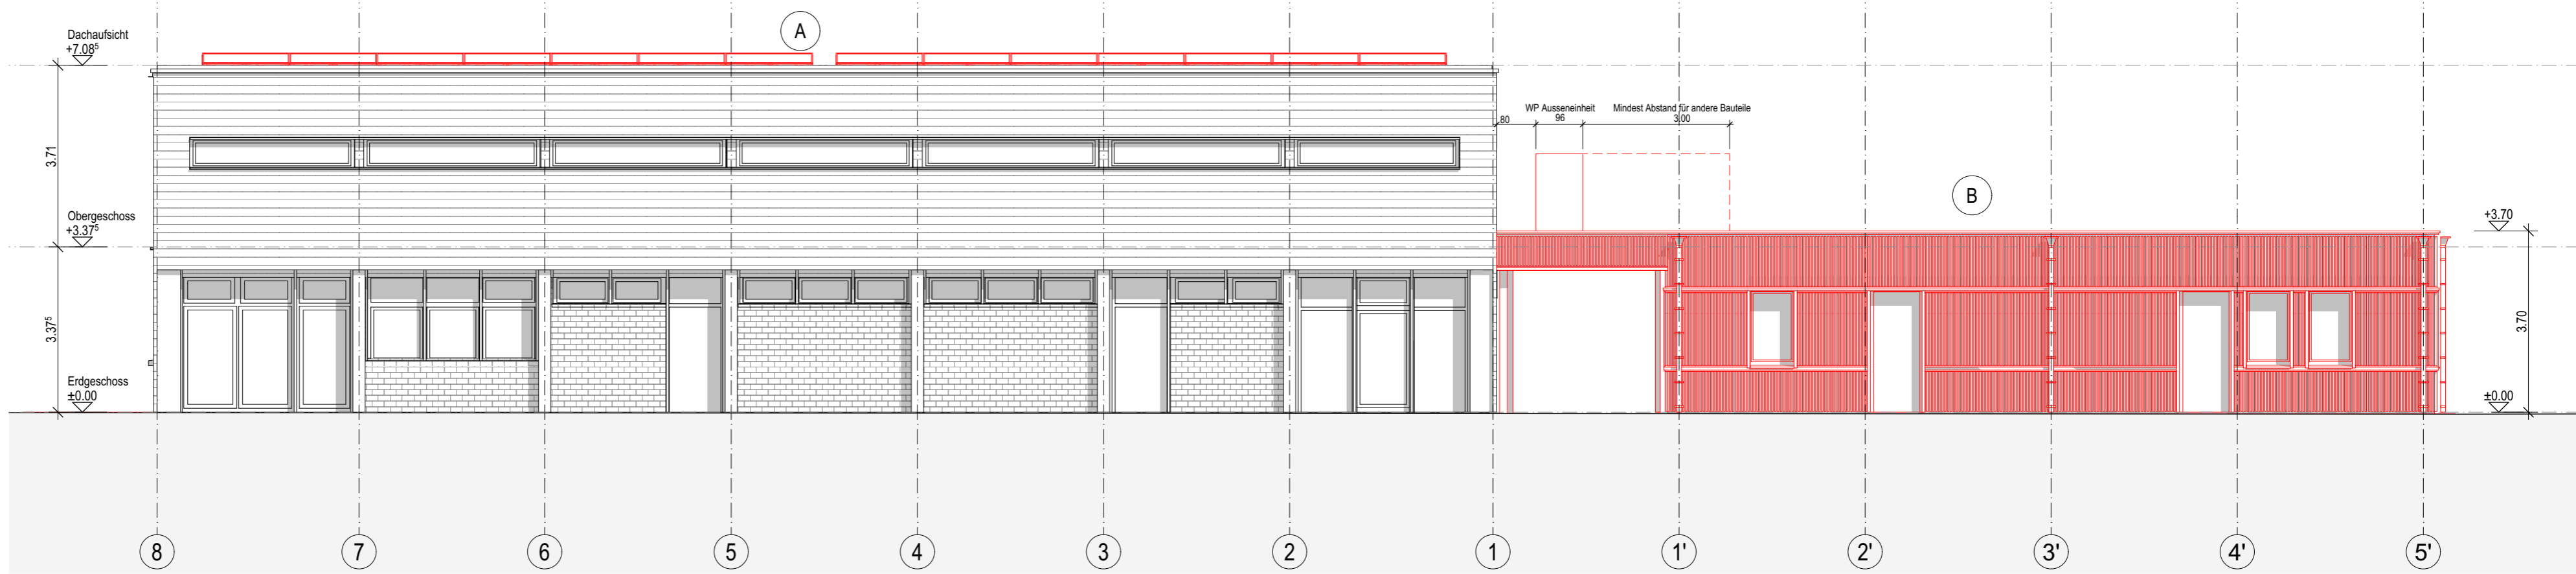 A
Dachaufsicht
+7.08⁵
WP Ausseneinheit
Mindest Abstand für andere Bauteile
80
96
3.00
3.71
B
Obergeschoss
+3.37⁵
+3.70
3.37⁵
3.70
Erdgeschoss
±0.00
±0.00
8 7 6 5 4 3 2 1 1' 2' 3' 4' 5'